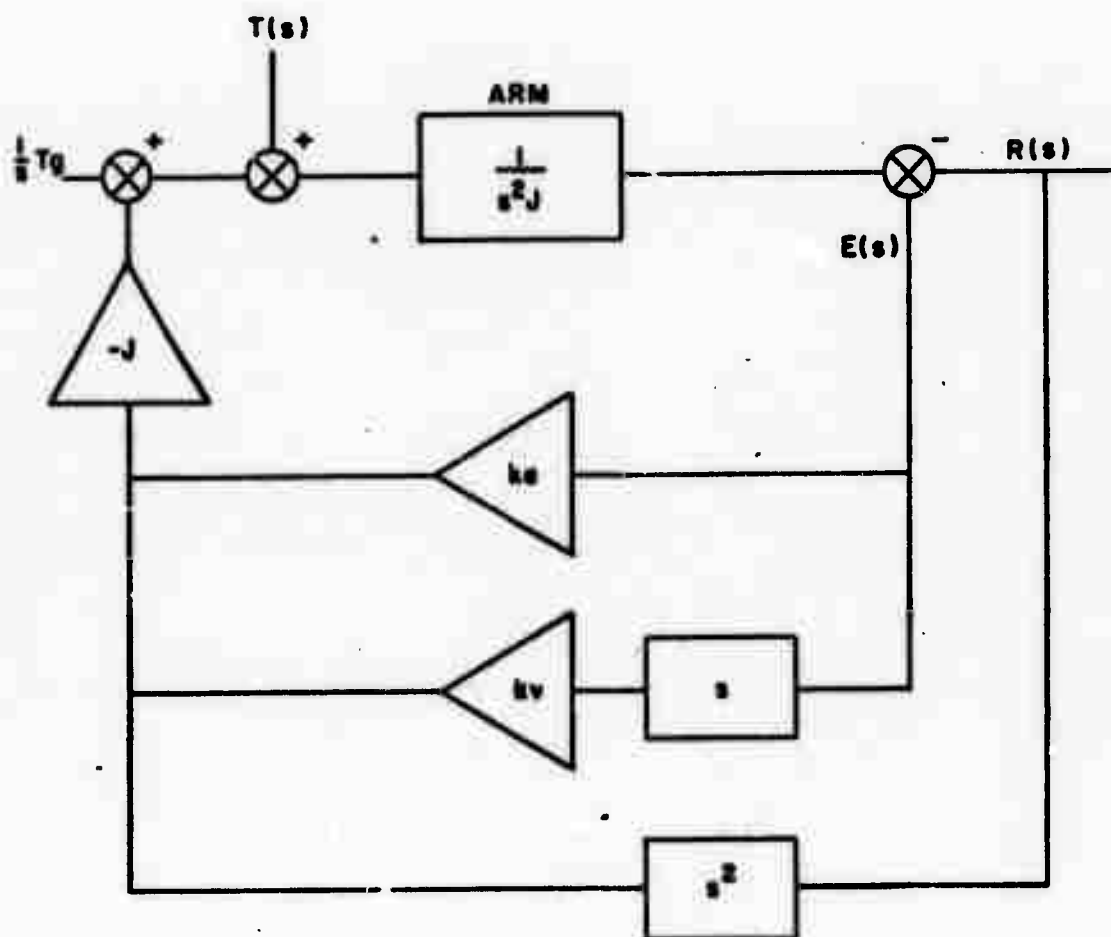 T(s)
ARM
+
+
-
R(s)
1/s Tg
1/s²J
E(s)
-J
ke
kv
s
s²